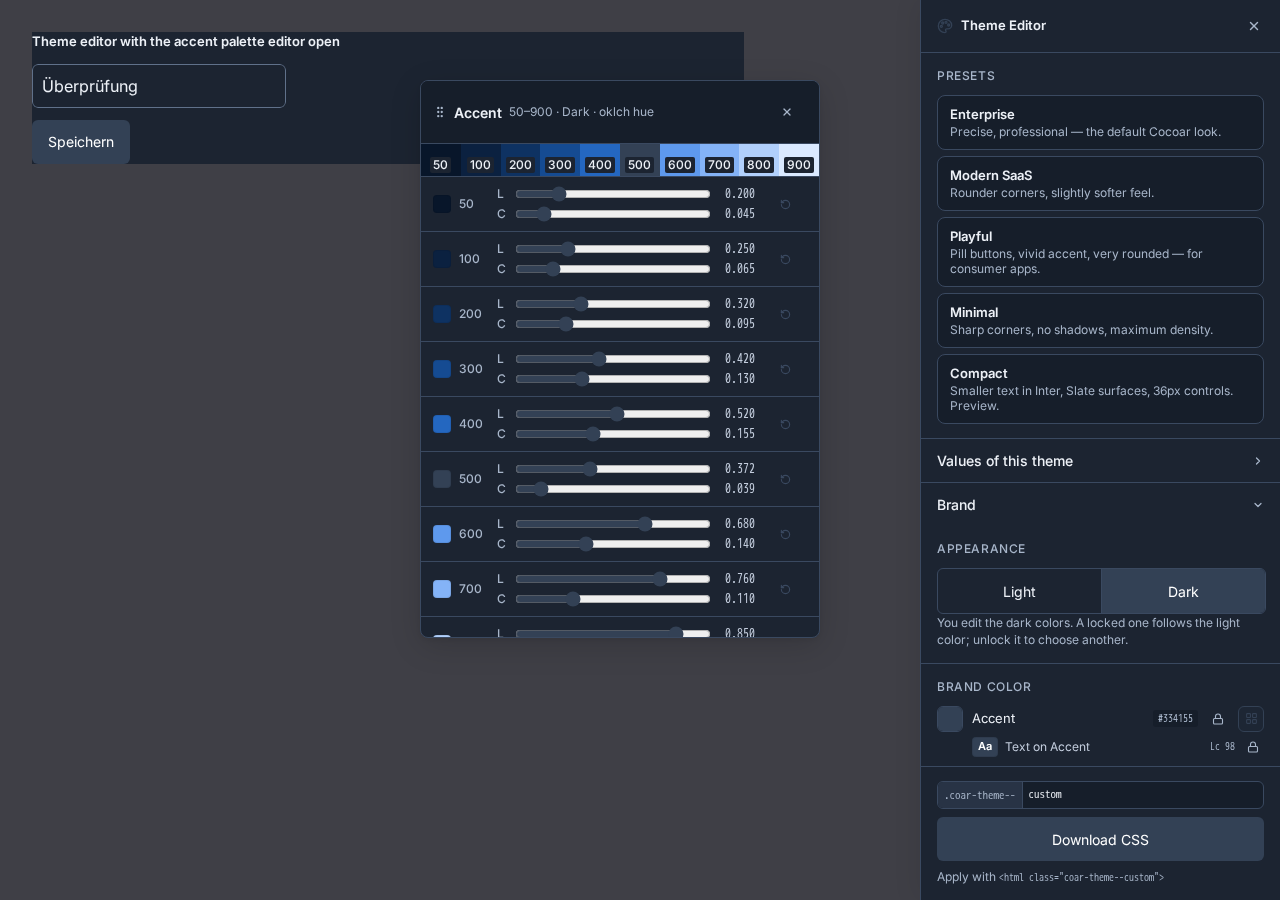 Theme editor with the accent palette editor open
Überprüfung
Speichern
Accent 50–900 · Dark · oklch hue
50 100 200 300 400 500 600 700 800 900
50 L 0.200
C 0.045
100 L 0.250
C 0.065
200 L 0.320
C 0.095
300 L 0.420
C 0.130
400 L 0.520
C 0.155
500 L 0.372
C 0.039
600 L 0.680
C 0.140
700 L 0.760
C 0.110
L 0.850
Theme Editor
PRESETS
Enterprise
Precise, professional — the default Cocoar look.
Modern SaaS
Rounder corners, slightly softer feel.
Playful
Pill buttons, vivid accent, very rounded — for
consumer apps.
Minimal
Sharp corners, no shadows, maximum density.
Compact
Smaller text in Inter, Slate surfaces, 36px controls.
Preview.
Values of this theme
Brand
APPEARANCE
Light Dark
You edit the dark colors. A locked one follows the light
color; unlock it to choose another.
BRAND COLOR
Accent #334155
Aa Text on Accent Lc 98
.coar-theme-- custom
Download CSS
Apply with <html class="coar-theme--custom">